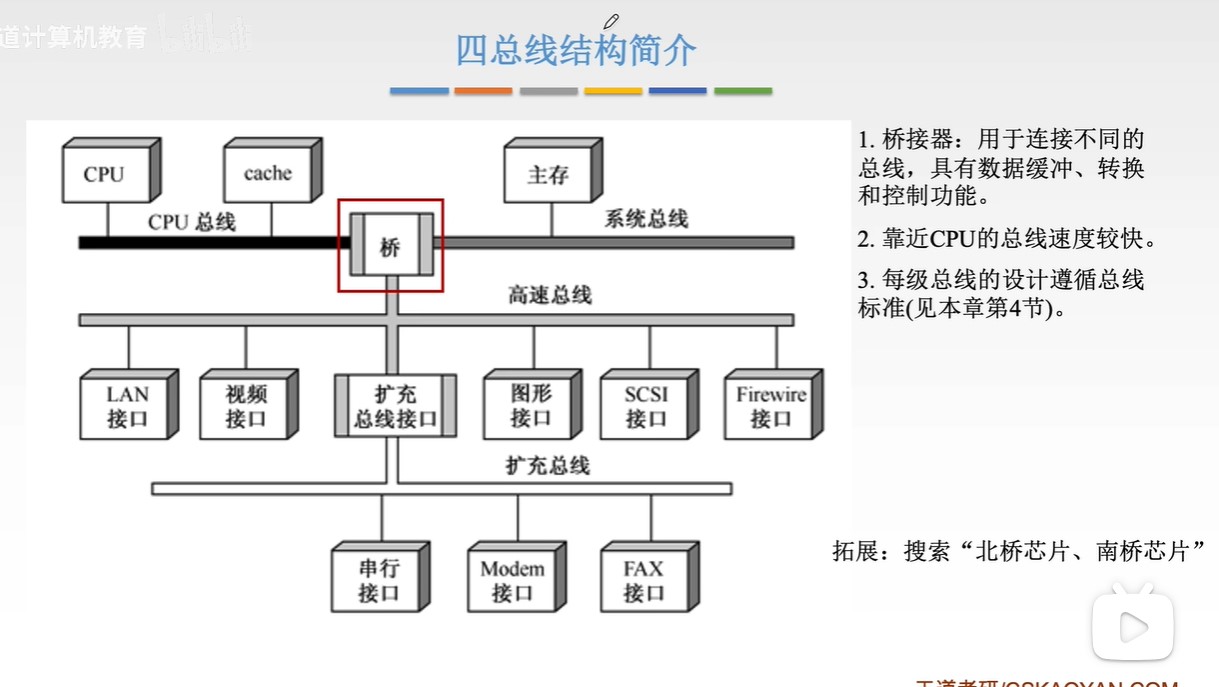 道计算机教育
四总线结构简介
CPU
cache
主存
CPU 总线
系统总线
桥
高速总线
LAN
接口
视频
接口
扩充
总线接口
图形
接口
SCSI
接口
Firewire
接口
扩充总线
串行
接口
Modem
接口
FAX
接口
1. 桥接器：用于连接不同的
总线，具有数据缓冲、转换
和控制功能。
2. 靠近CPU的总线速度较快。
3. 每级总线的设计遵循总线
标准(见本章第4节)。
拓展：搜索“北桥芯片、南桥芯片”
王道考研/CSKAOYAN.COM